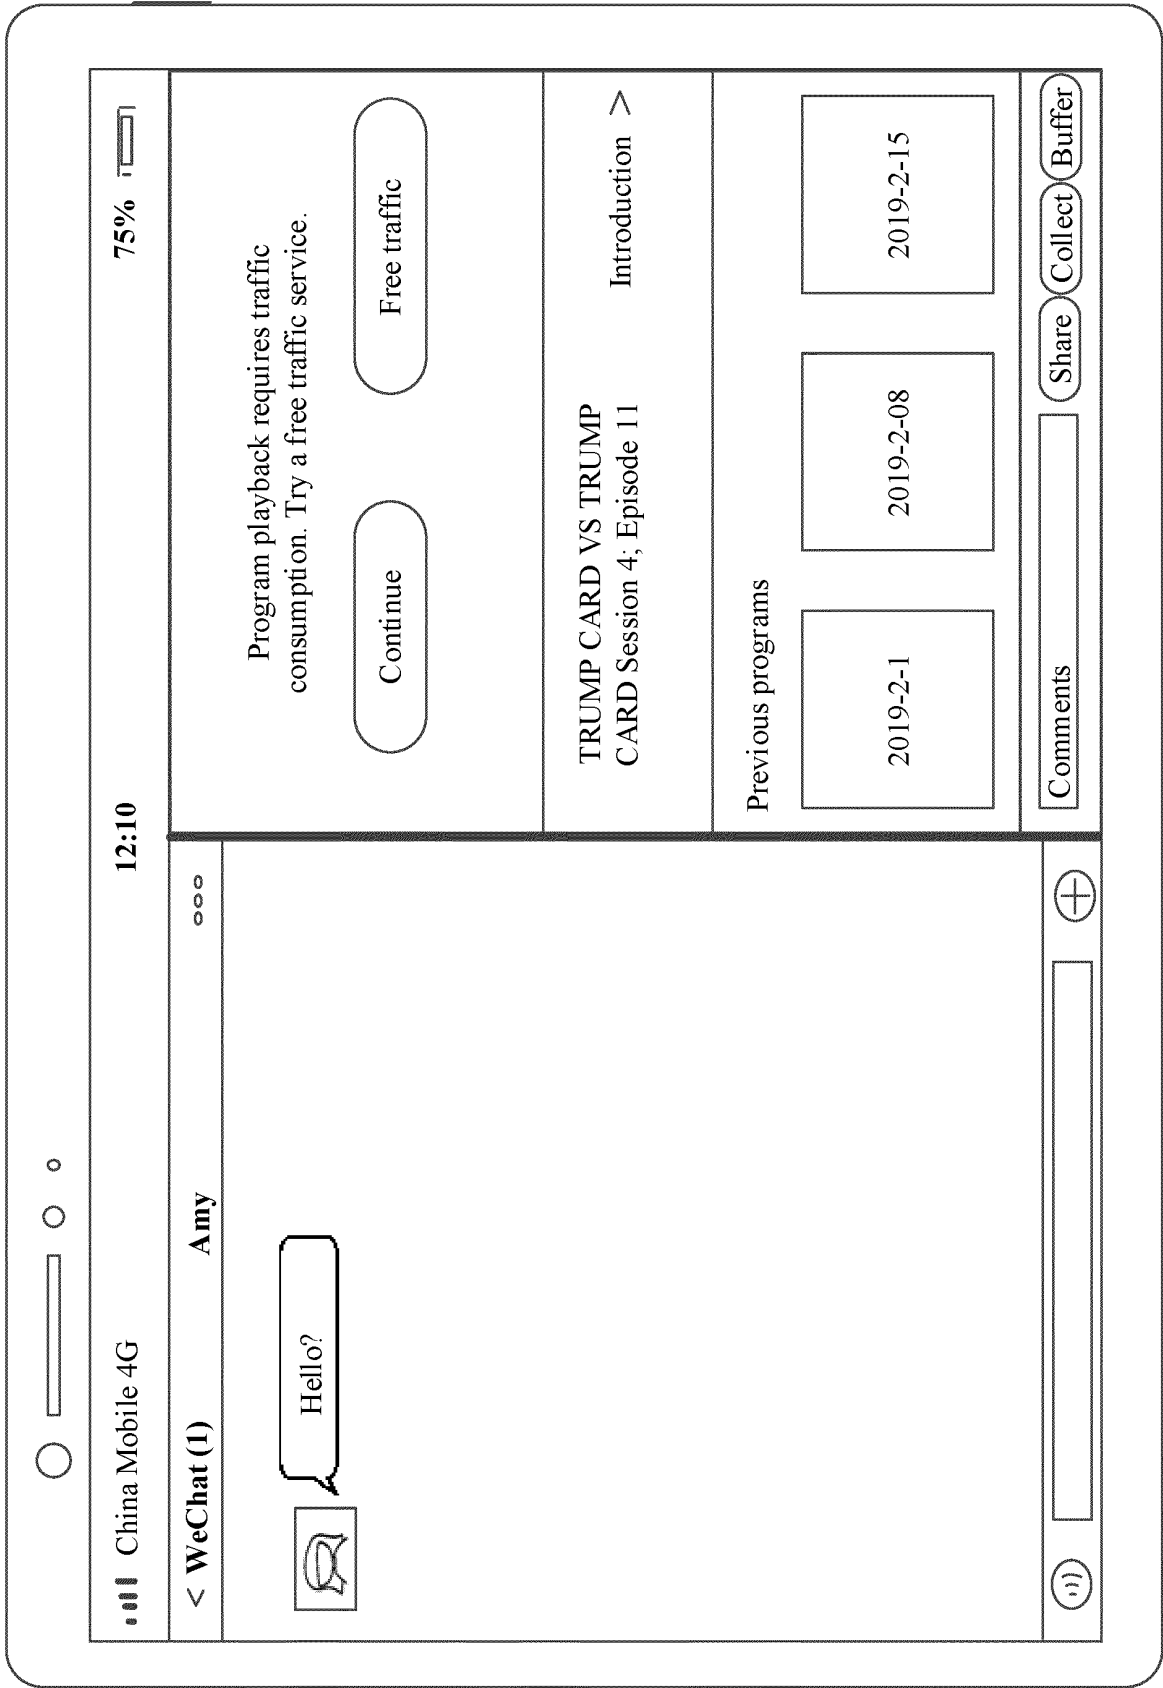 China Mobile 4G
12:10
75%
< WeChat (1)
Amy
Hello?
Program playback requires traffic
consumption. Try a free traffic service.
Continue
Free traffic
TRUMP CARD VS TRUMP
CARD Session 4; Episode 11
Introduction >
Previous programs
2019-2-1
2019-2-08
2019-2-15
Comments
Share
Collect
Buffer